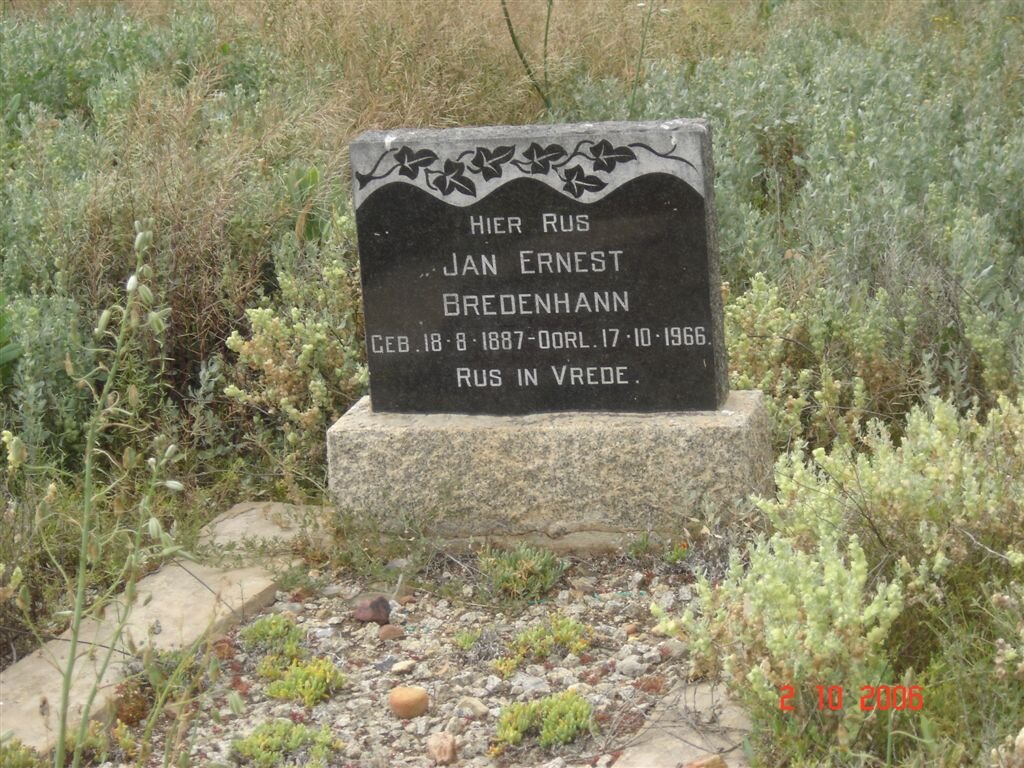 HIER RUS
JAN ERNEST
BREDENHANN
GEB. 18·8·1887-OORL. 17·10·1966.
RUS IN VREDE.
2 10 2006